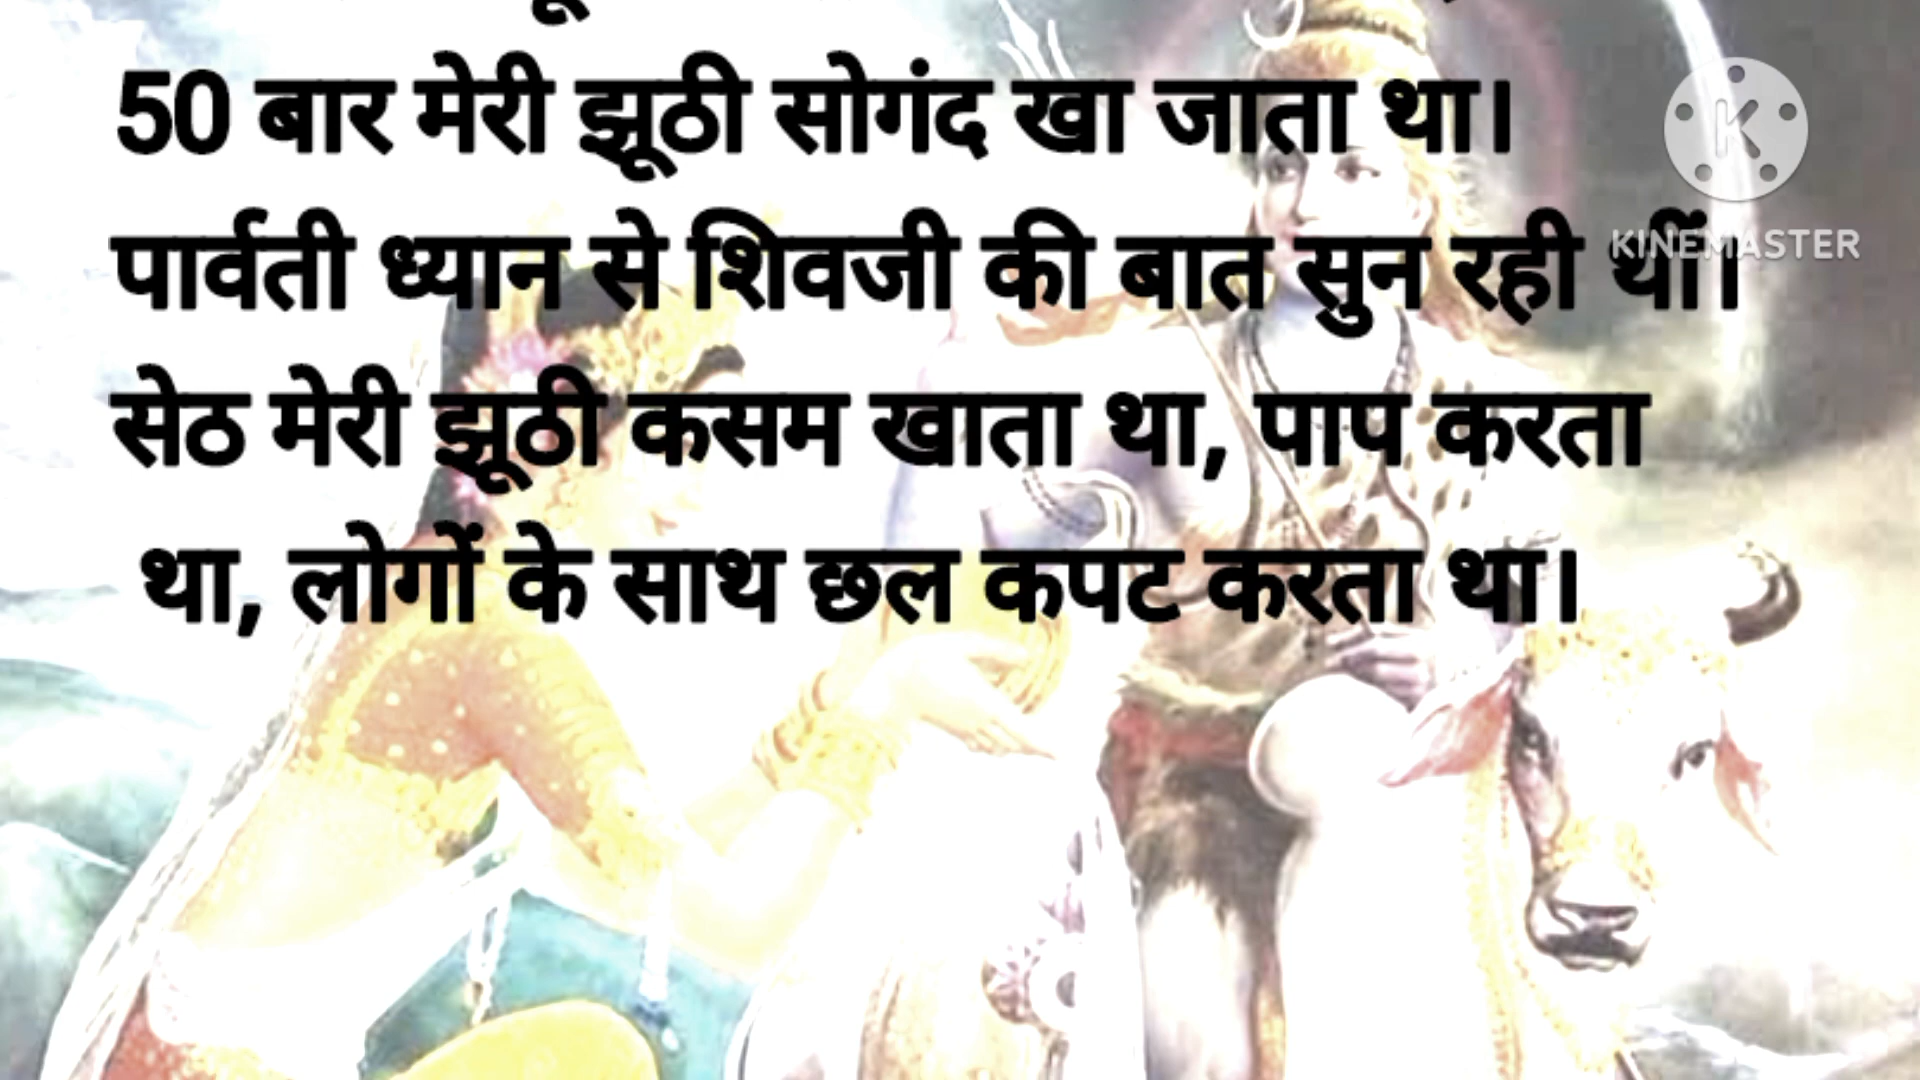 50 बार मेरी झूठी सोगंद खा जाता था।
पार्वती ध्यान से शिवजी की बात सुन रही थीं।
सेठ मेरी झूठी कसम खाता था, पाप करता
था, लोगों के साथ छल कपट करता था।
K
KINEMASTER